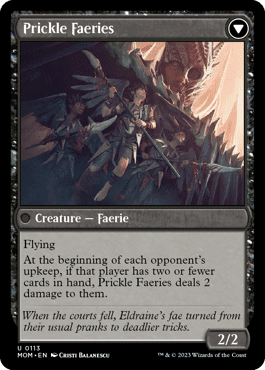 Prickle Faeries
Creature — Faerie
Flying
At the beginning of each opponent's
upkeep, if that player has two or fewer
cards in hand, Prickle Faeries deals 2
damage to them.
When the courts fell, Eldraine's fae turned from
their usual pranks to deadlier tricks.
2/2
U 0113
MOM • EN Cristi Balanescu
™ & © 2023 Wizards of the Coast